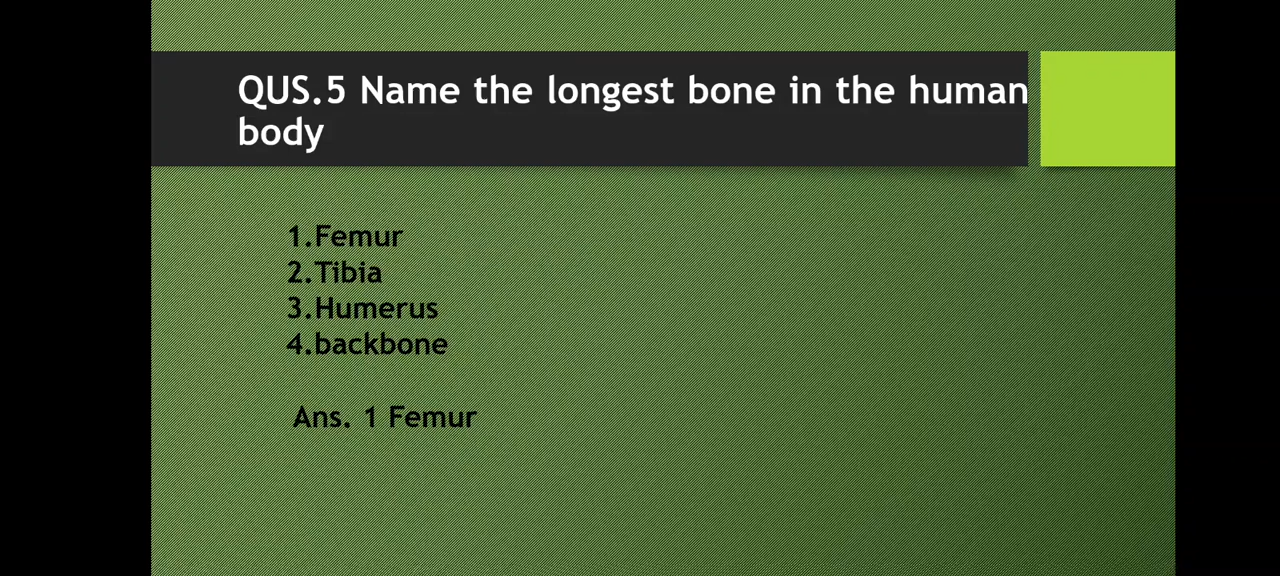 QUS.5 Name the longest bone in the human
body
1.Femur
2.Tibia
3.Humerus
4.backbone
Ans. 1 Femur